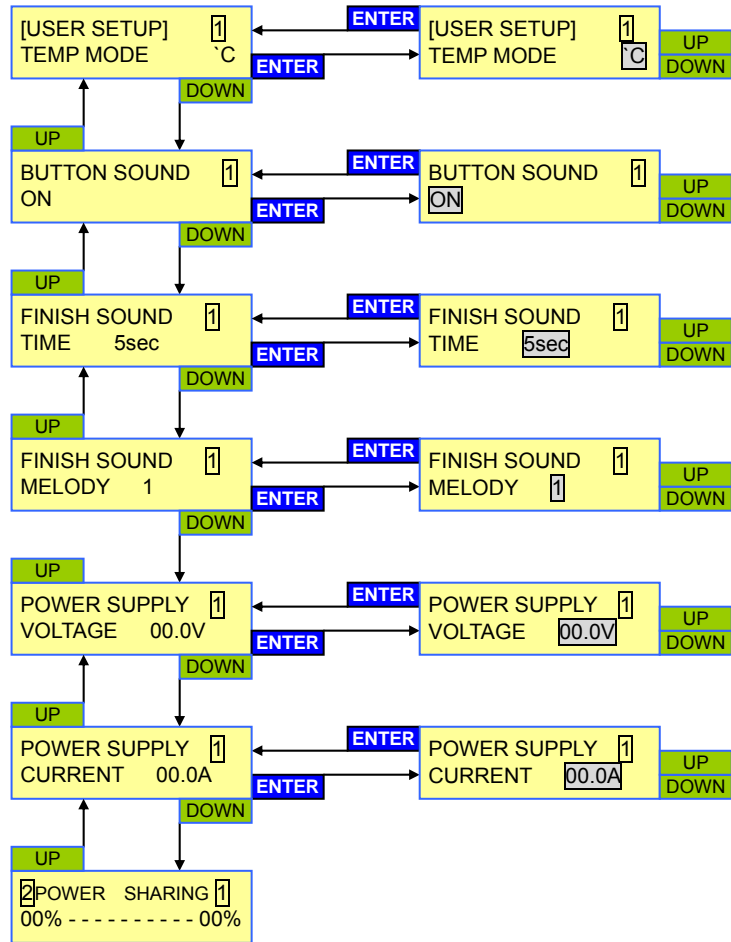 ENTER
[USER SETUP] 1
TEMP MODE `C
[USER SETUP] 1
TEMP MODE `C
UP
DOWN
ENTER
DOWN
UP
ENTER
BUTTON SOUND 1
ON
BUTTON SOUND 1
ON
UP
DOWN
ENTER
DOWN
UP
ENTER
FINISH SOUND 1
TIME 5sec
FINISH SOUND 1
TIME 5sec
UP
DOWN
ENTER
DOWN
UP
ENTER
FINISH SOUND 1
MELODY 1
FINISH SOUND 1
MELODY 1
UP
DOWN
ENTER
DOWN
UP
ENTER
POWER SUPPLY 1
VOLTAGE 00.0V
POWER SUPPLY 1
VOLTAGE 00.0V
UP
DOWN
ENTER
DOWN
UP
ENTER
POWER SUPPLY 1
CURRENT 00.0A
POWER SUPPLY 1
CURRENT 00.0A
UP
DOWN
ENTER
DOWN
UP
2POWER SHARING 1
00% - - - - - - - - - - 00%